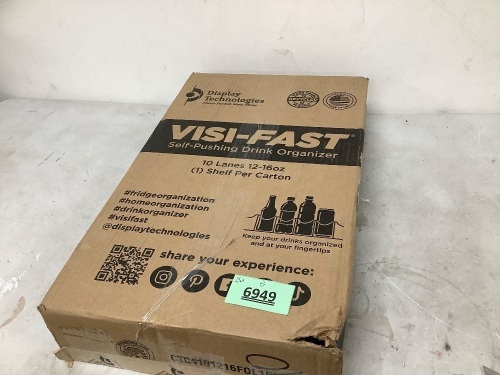 Display
Technologies
VISI-FAST
Self-Pushing Drink Organizer
10 Lanes 12-16oz
(1) Shelf Per Carton
#fridgeorganization
#homeorganization
#drinkorganizer
#visifast
@displaytechnologies
Keep your drinks organized
and at your fingertips
share your experience:
6949